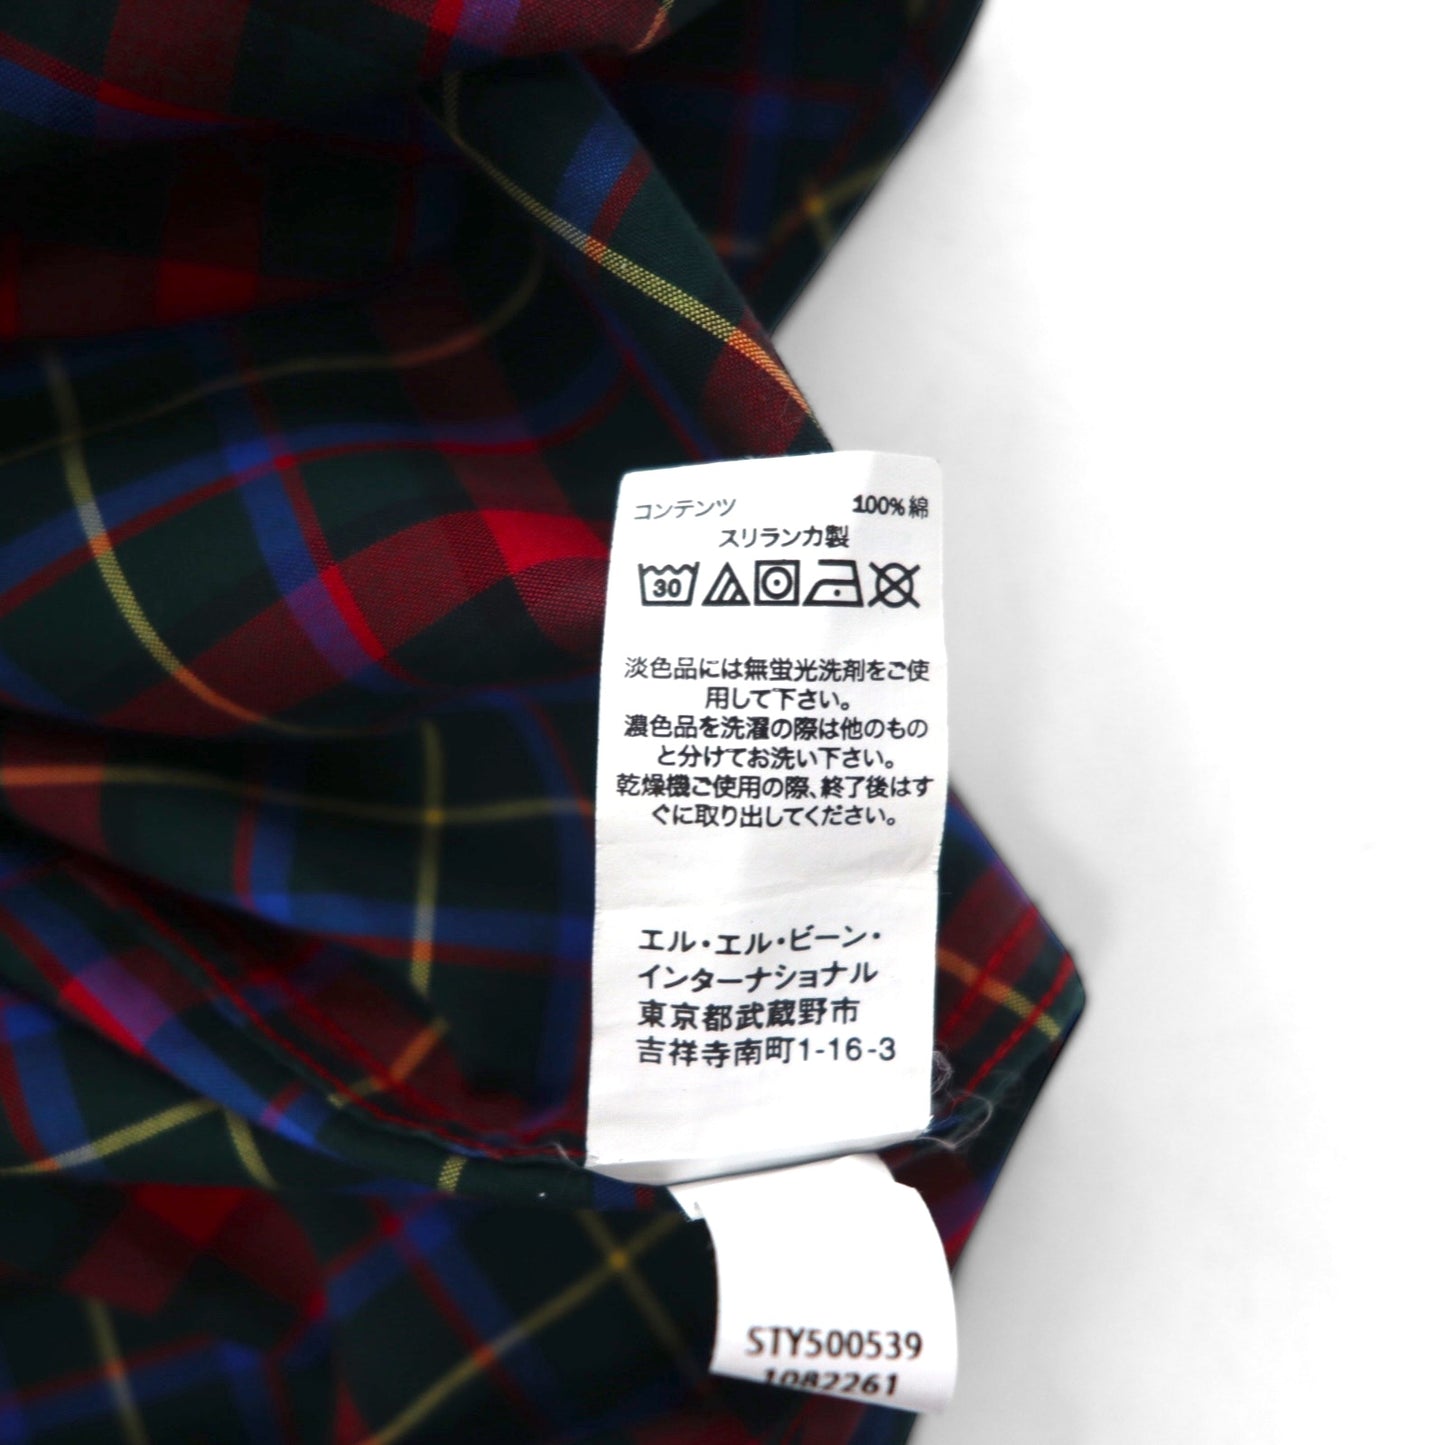 コンテンツ 100%綿
スリランカ製
30
淡色品には無蛍光洗剤をご使
用して下さい。
濃色品を洗濯の際は他のもの
と分けてお洗い下さい。
乾燥機ご使用の際、終了後はす
ぐに取り出してください。
エル・エル・ビーン・
インターナショナル
東京都武蔵野市
吉祥寺南町1-16-3
STY500539
1082261